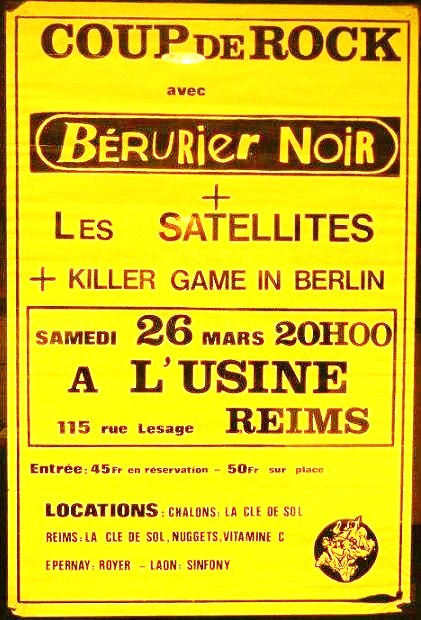 COUP DE ROCK
avec
BÉRURIER NOIR
+
LES SATELLITES
+ KILLER GAME IN BERLIN
SAMEDI 26 MARS 20H00
A L'USINE
115 rue Lesage REIMS
Entrée: 45Fr en réservation - 50Fr sur place
LOCATIONS: CHALONS: LA CLE DE SOL
REIMS: LA CLE DE SOL, NUGGETS, VITAMINE C
EPERNAY: ROYER - LAON: SINFONY